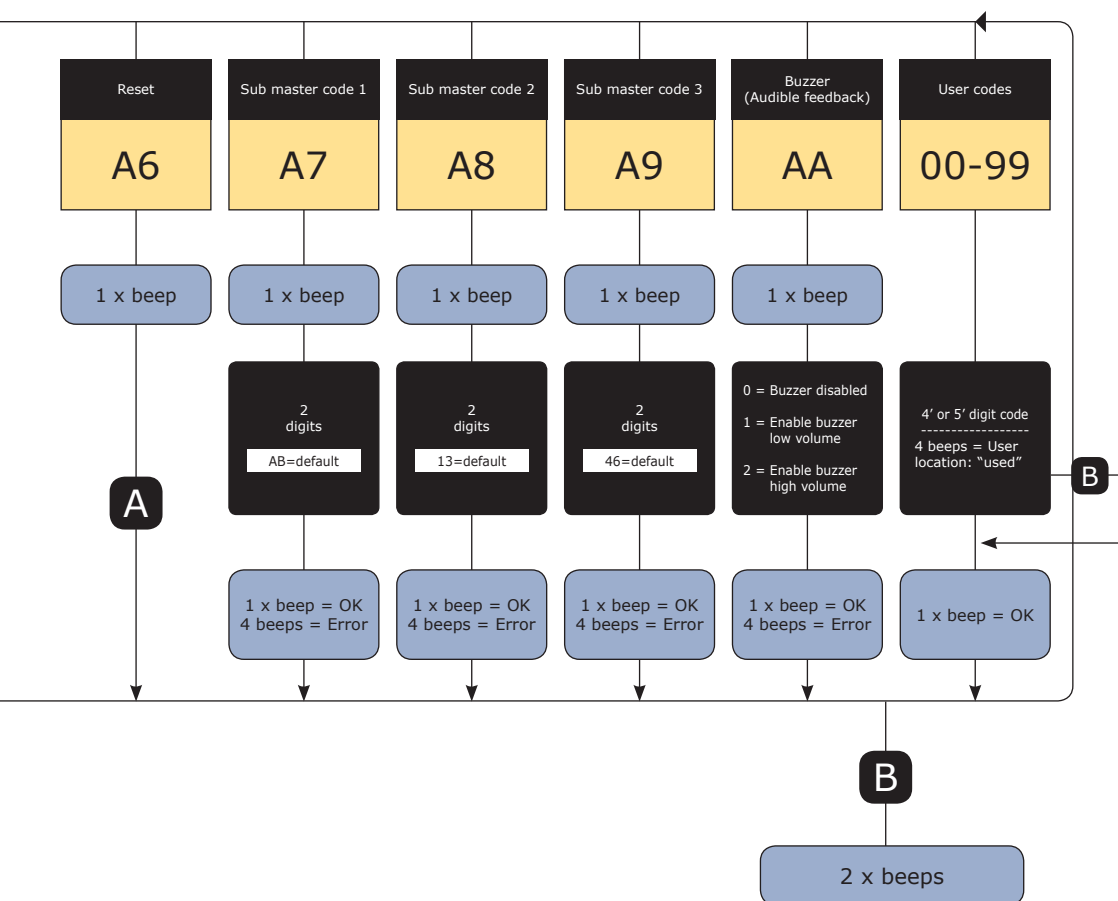 Reset
A6
1 x beep
A
Sub master code 1
A7
1 x beep
2
digits
AB=default
1 x beep = OK
4 beeps = Error
Sub master code 2
A8
1 x beep
2
digits
13=default
1 x beep = OK
4 beeps = Error
Sub master code 3
A9
1 x beep
2
digits
46=default
1 x beep = OK
4 beeps = Error
Buzzer
(Audible feedback)
AA
1 x beep
0 = Buzzer disabled
1 = Enable buzzer
low volume
2 = Enable buzzer
high volume
1 x beep = OK
4 beeps = Error
User codes
00-99
4’ or 5’ digit code
------------------
4 beeps = User
location: “used”
B
1 x beep = OK
B
2 x beeps